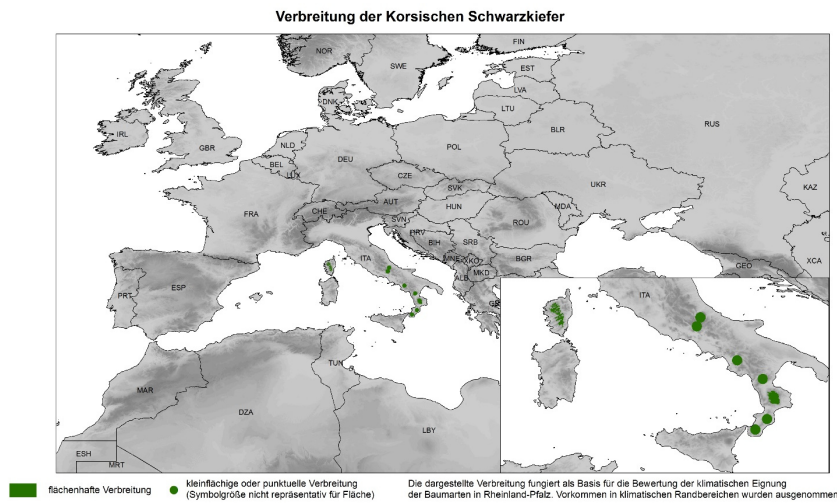 Verbreitung der Korsischen Schwarzkiefer
FIN
NOR
SWE
EST
LVA
DNK
LTU
RUS
IRL
BLR
GBR
NLD
POL
BEL
DEU
LUX
CZE
UKR
KAZ
SVK
AUT
HUN
MDA
FRA
CHE
SVN
ROU
HRV
BIH
SRB
XCA
ITA
MNE
XKO
BGR
GEO
ALB
MKD
PRT
ESP
ITA
TUN
MAR
DZA
LBY
ESH
MRT
flächenhafte Verbreitung
kleinflächige oder punktuelle Verbreitung
(Symbolgröße nicht repräsentativ für Fläche)
Die dargestellte Verbreitung fungiert als Basis für die Bewertung der klimatischen Eignung
der Baumarten in Rheinland-Pfalz. Vorkommen in klimatischen Randbereichen wurden ausgenommen